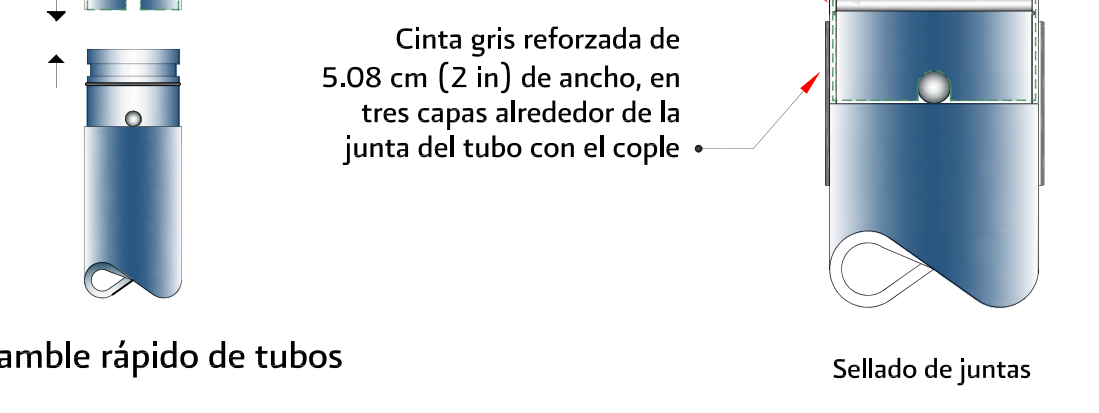 Cinta gris reforzada de
5.08 cm (2 in) de ancho, en
tres capas alrededor de la
junta del tubo con el cople
amble rápido de tubos
Sellado de juntas